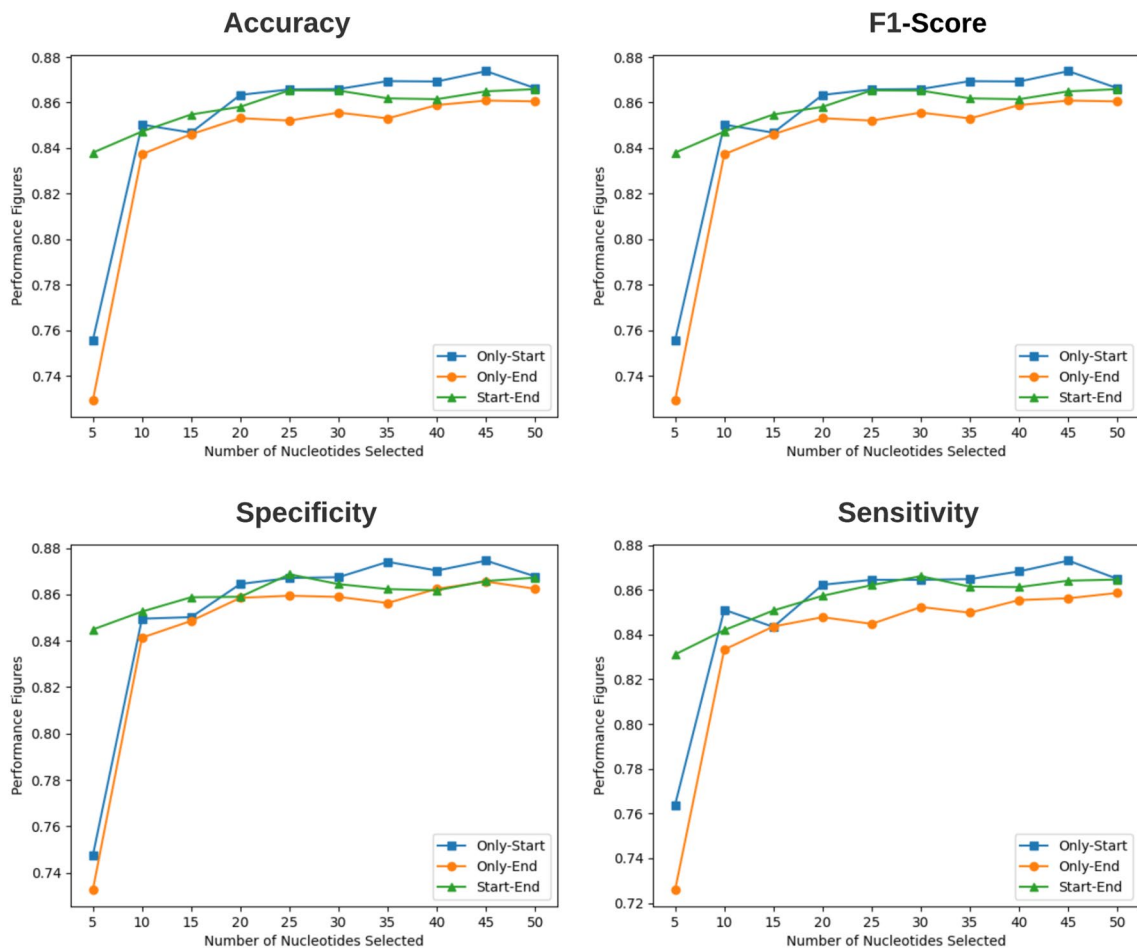 Accuracy
0.88
0.86
0.84
0.82
0.80
0.78
0.76
0.74
Performance Figures
Only-Start
Only-End
Start-End
5 10 15 20 25 30 35 40 45 50
Number of Nucleotides Selected
F1-Score
0.88
0.86
0.84
0.82
0.80
0.78
0.76
0.74
Performance Figures
Only-Start
Only-End
Start-End
5 10 15 20 25 30 35 40 45 50
Number of Nucleotides Selected
Specificity
0.88
0.86
0.84
0.82
0.80
0.78
0.76
0.74
Performance Figures
Only-Start
Only-End
Start-End
5 10 15 20 25 30 35 40 45 50
Number of Nucleotides Selected
Sensitivity
0.88
0.86
0.84
0.82
0.80
0.78
0.76
0.74
0.72
Performance Figures
Only-Start
Only-End
Start-End
5 10 15 20 25 30 35 40 45 50
Number of Nucleotides Selected